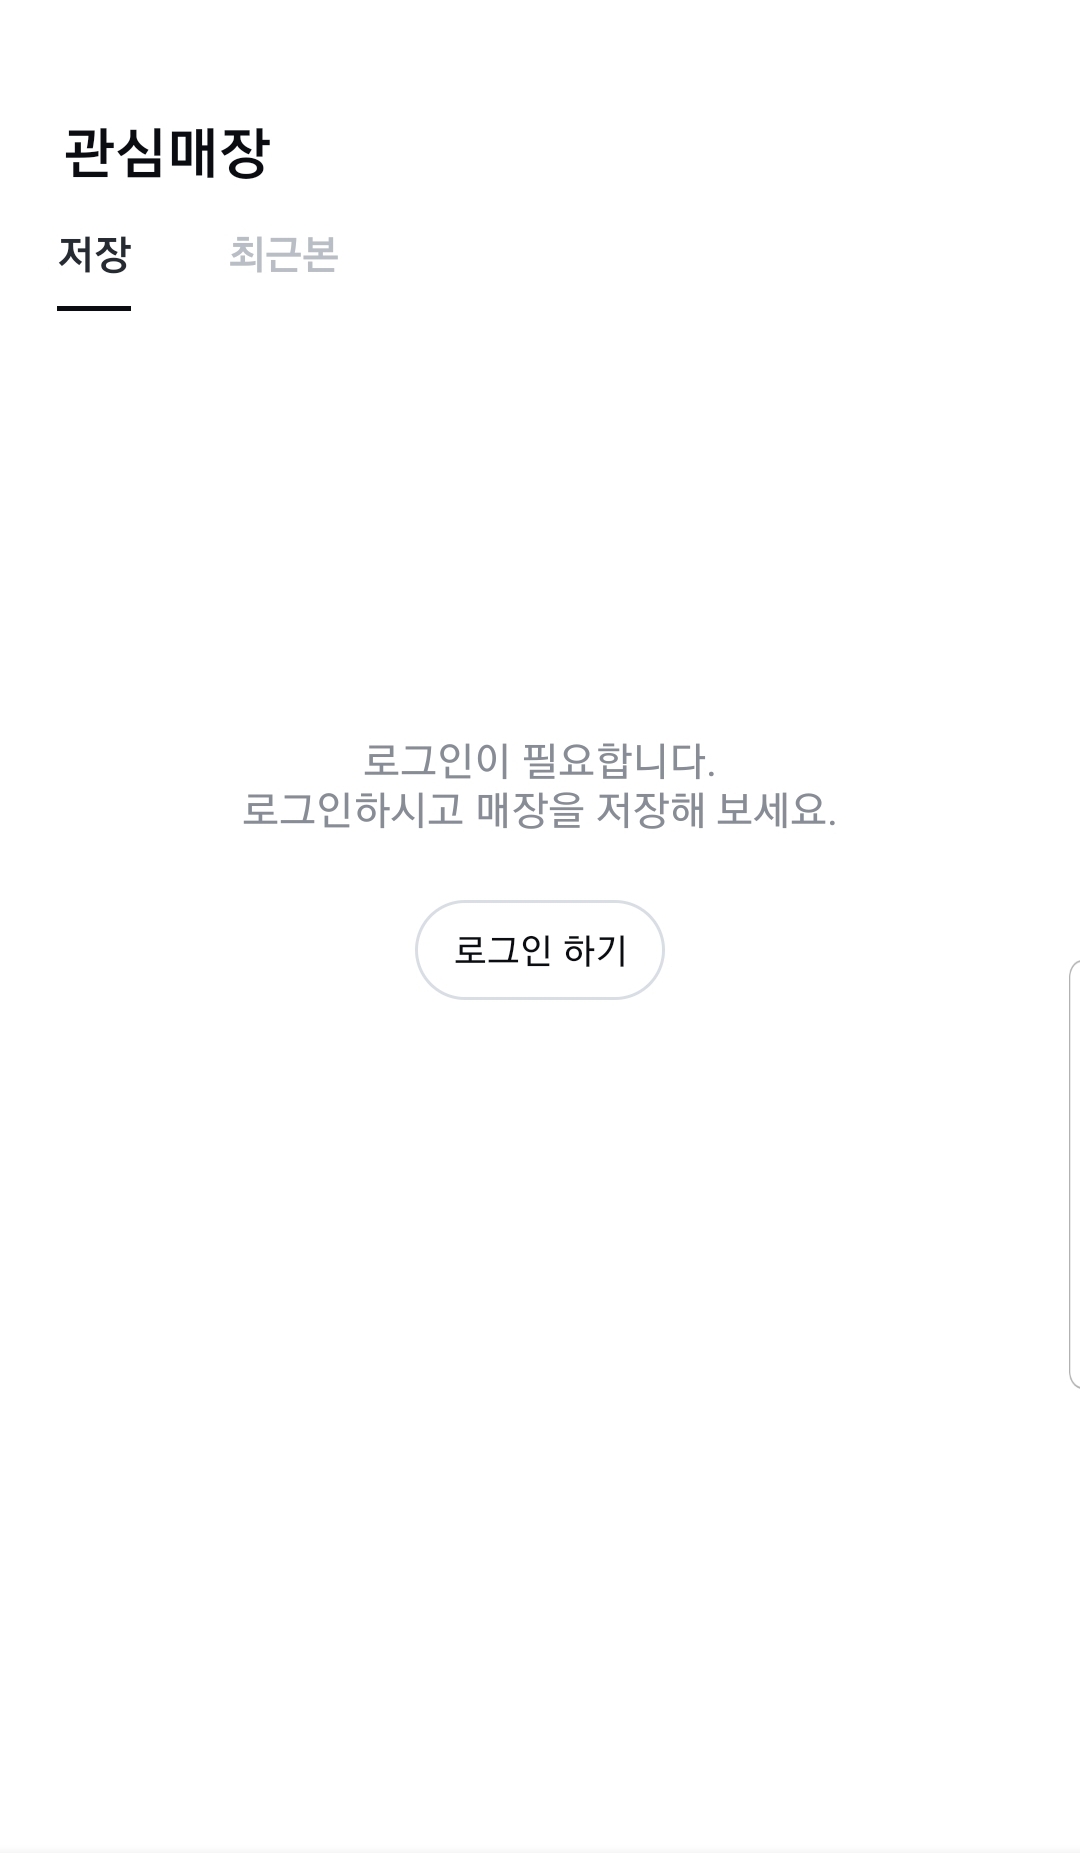 관심매장
저장 최근본
로그인이 필요합니다.
로그인하시고 매장을 저장해 보세요.
로그인 하기